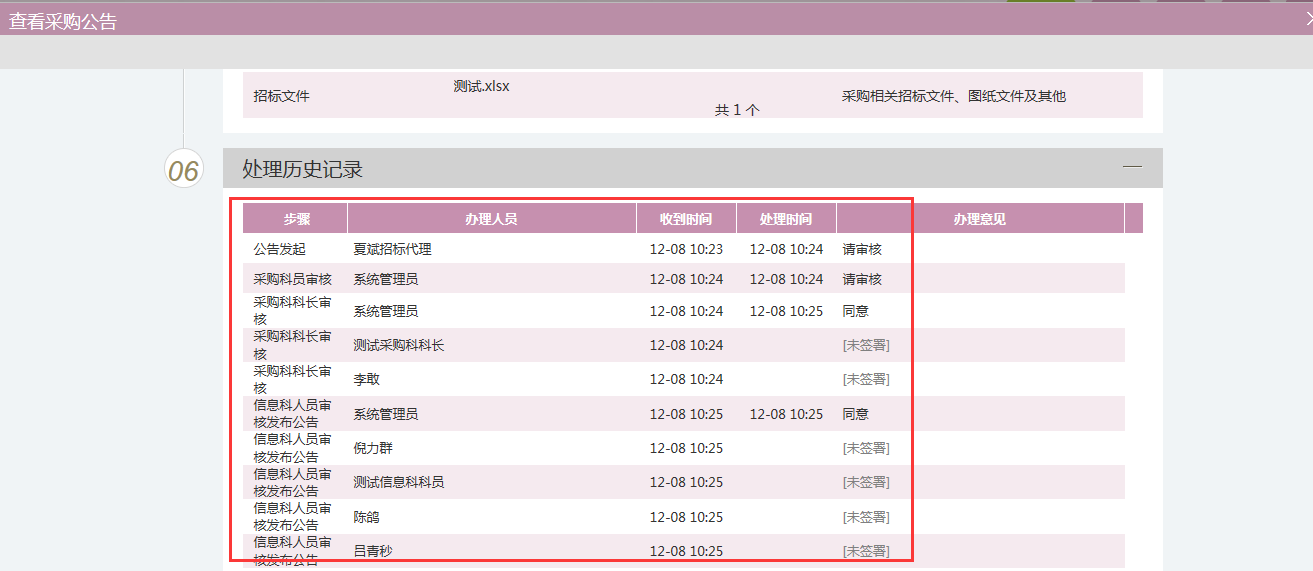 查看采购公告
招标文件 测试.xlsx 共 1 个 采购相关招标文件、图纸文件及其他
06 处理历史记录
步骤 办理人员 收到时间 处理时间 办理意见
公告发起 夏斌招标代理 12-08 10:23 12-08 10:24 请审核
采购科员审核 系统管理员 12-08 10:24 12-08 10:24 请审核
采购科科长审
核 系统管理员 12-08 10:24 12-08 10:25 同意
采购科科长审
核 测试采购科科长 12-08 10:24 [未签署]
采购科科长审
核 李敢 12-08 10:24 [未签署]
信息科人员审
核发布公告 系统管理员 12-08 10:25 12-08 10:25 同意
信息科人员审
核发布公告 倪力群 12-08 10:25 [未签署]
信息科人员审
核发布公告 测试信息科科员 12-08 10:25 [未签署]
信息科人员审
核发布公告 陈鸽 12-08 10:25 [未签署]
信息科人员审
核发布公告 吕青秒 12-08 10:25 [未签署]